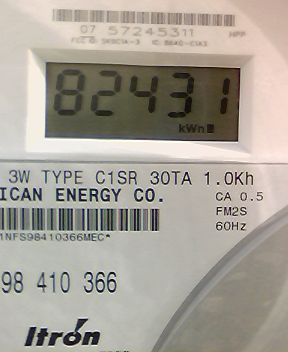 07 57245311
HPP
82431
kWh
3W TYPE C1SR 30TA 1.0Kh
ICAN ENERGY CO.
CA 0.5
FM2S
60Hz
1NFS98410366MEC*
98 410 366
Itron